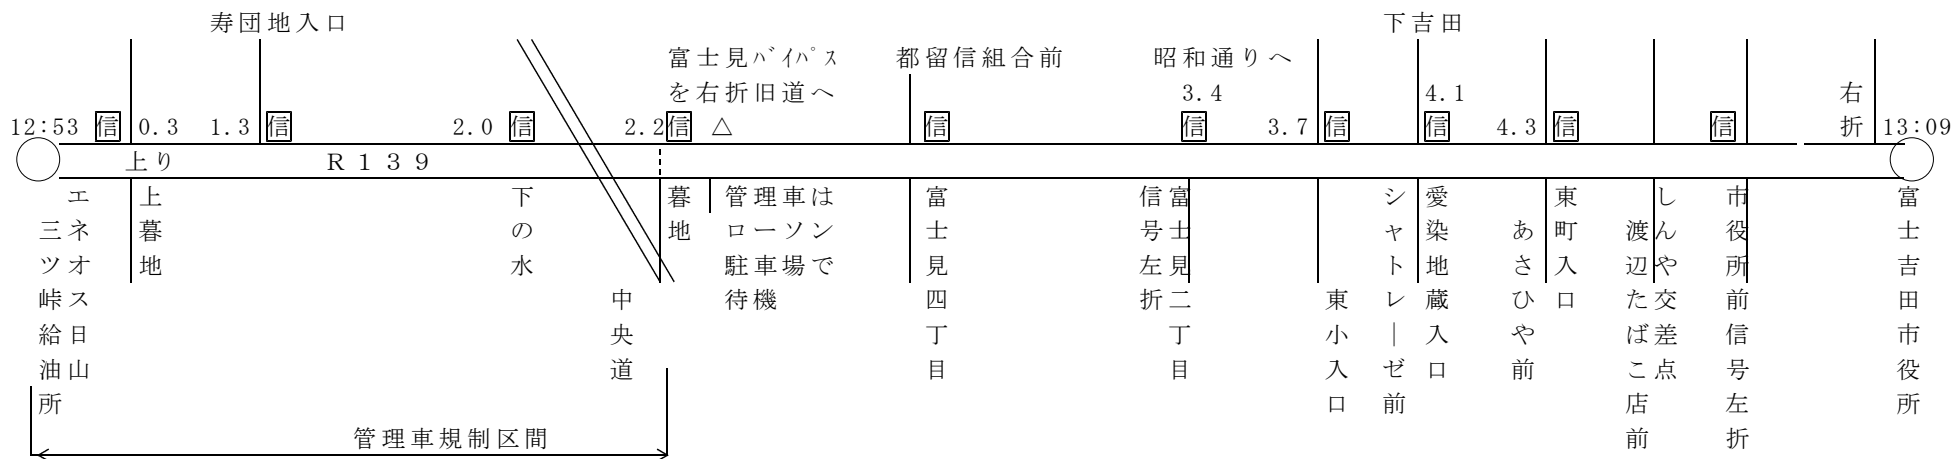 寿団地入口
下吉田
富士見バイパス
を右折旧道へ
都留信組合前
昭和通りへ
3.4
4.1
右折
12:53 信 0.3 1.3 信 2.0 信 2.2 信 △ 信 信 3.7 信 信 4.3 信 信 13:09
上り R139
エネオス日山
三ツ峠給油所
上暮地
下の水
中央道
暮地
管理車は
ローソン
駐車場で
待機
富士見四丁目
富士見二丁目
信号左折
東小入口
シャトレーゼ前
愛染地蔵入口
あさひや前
東町入口
渡辺たばこ店前
しんや交差点
市役所前信号左折
富士吉田市役所
管理車規制区間